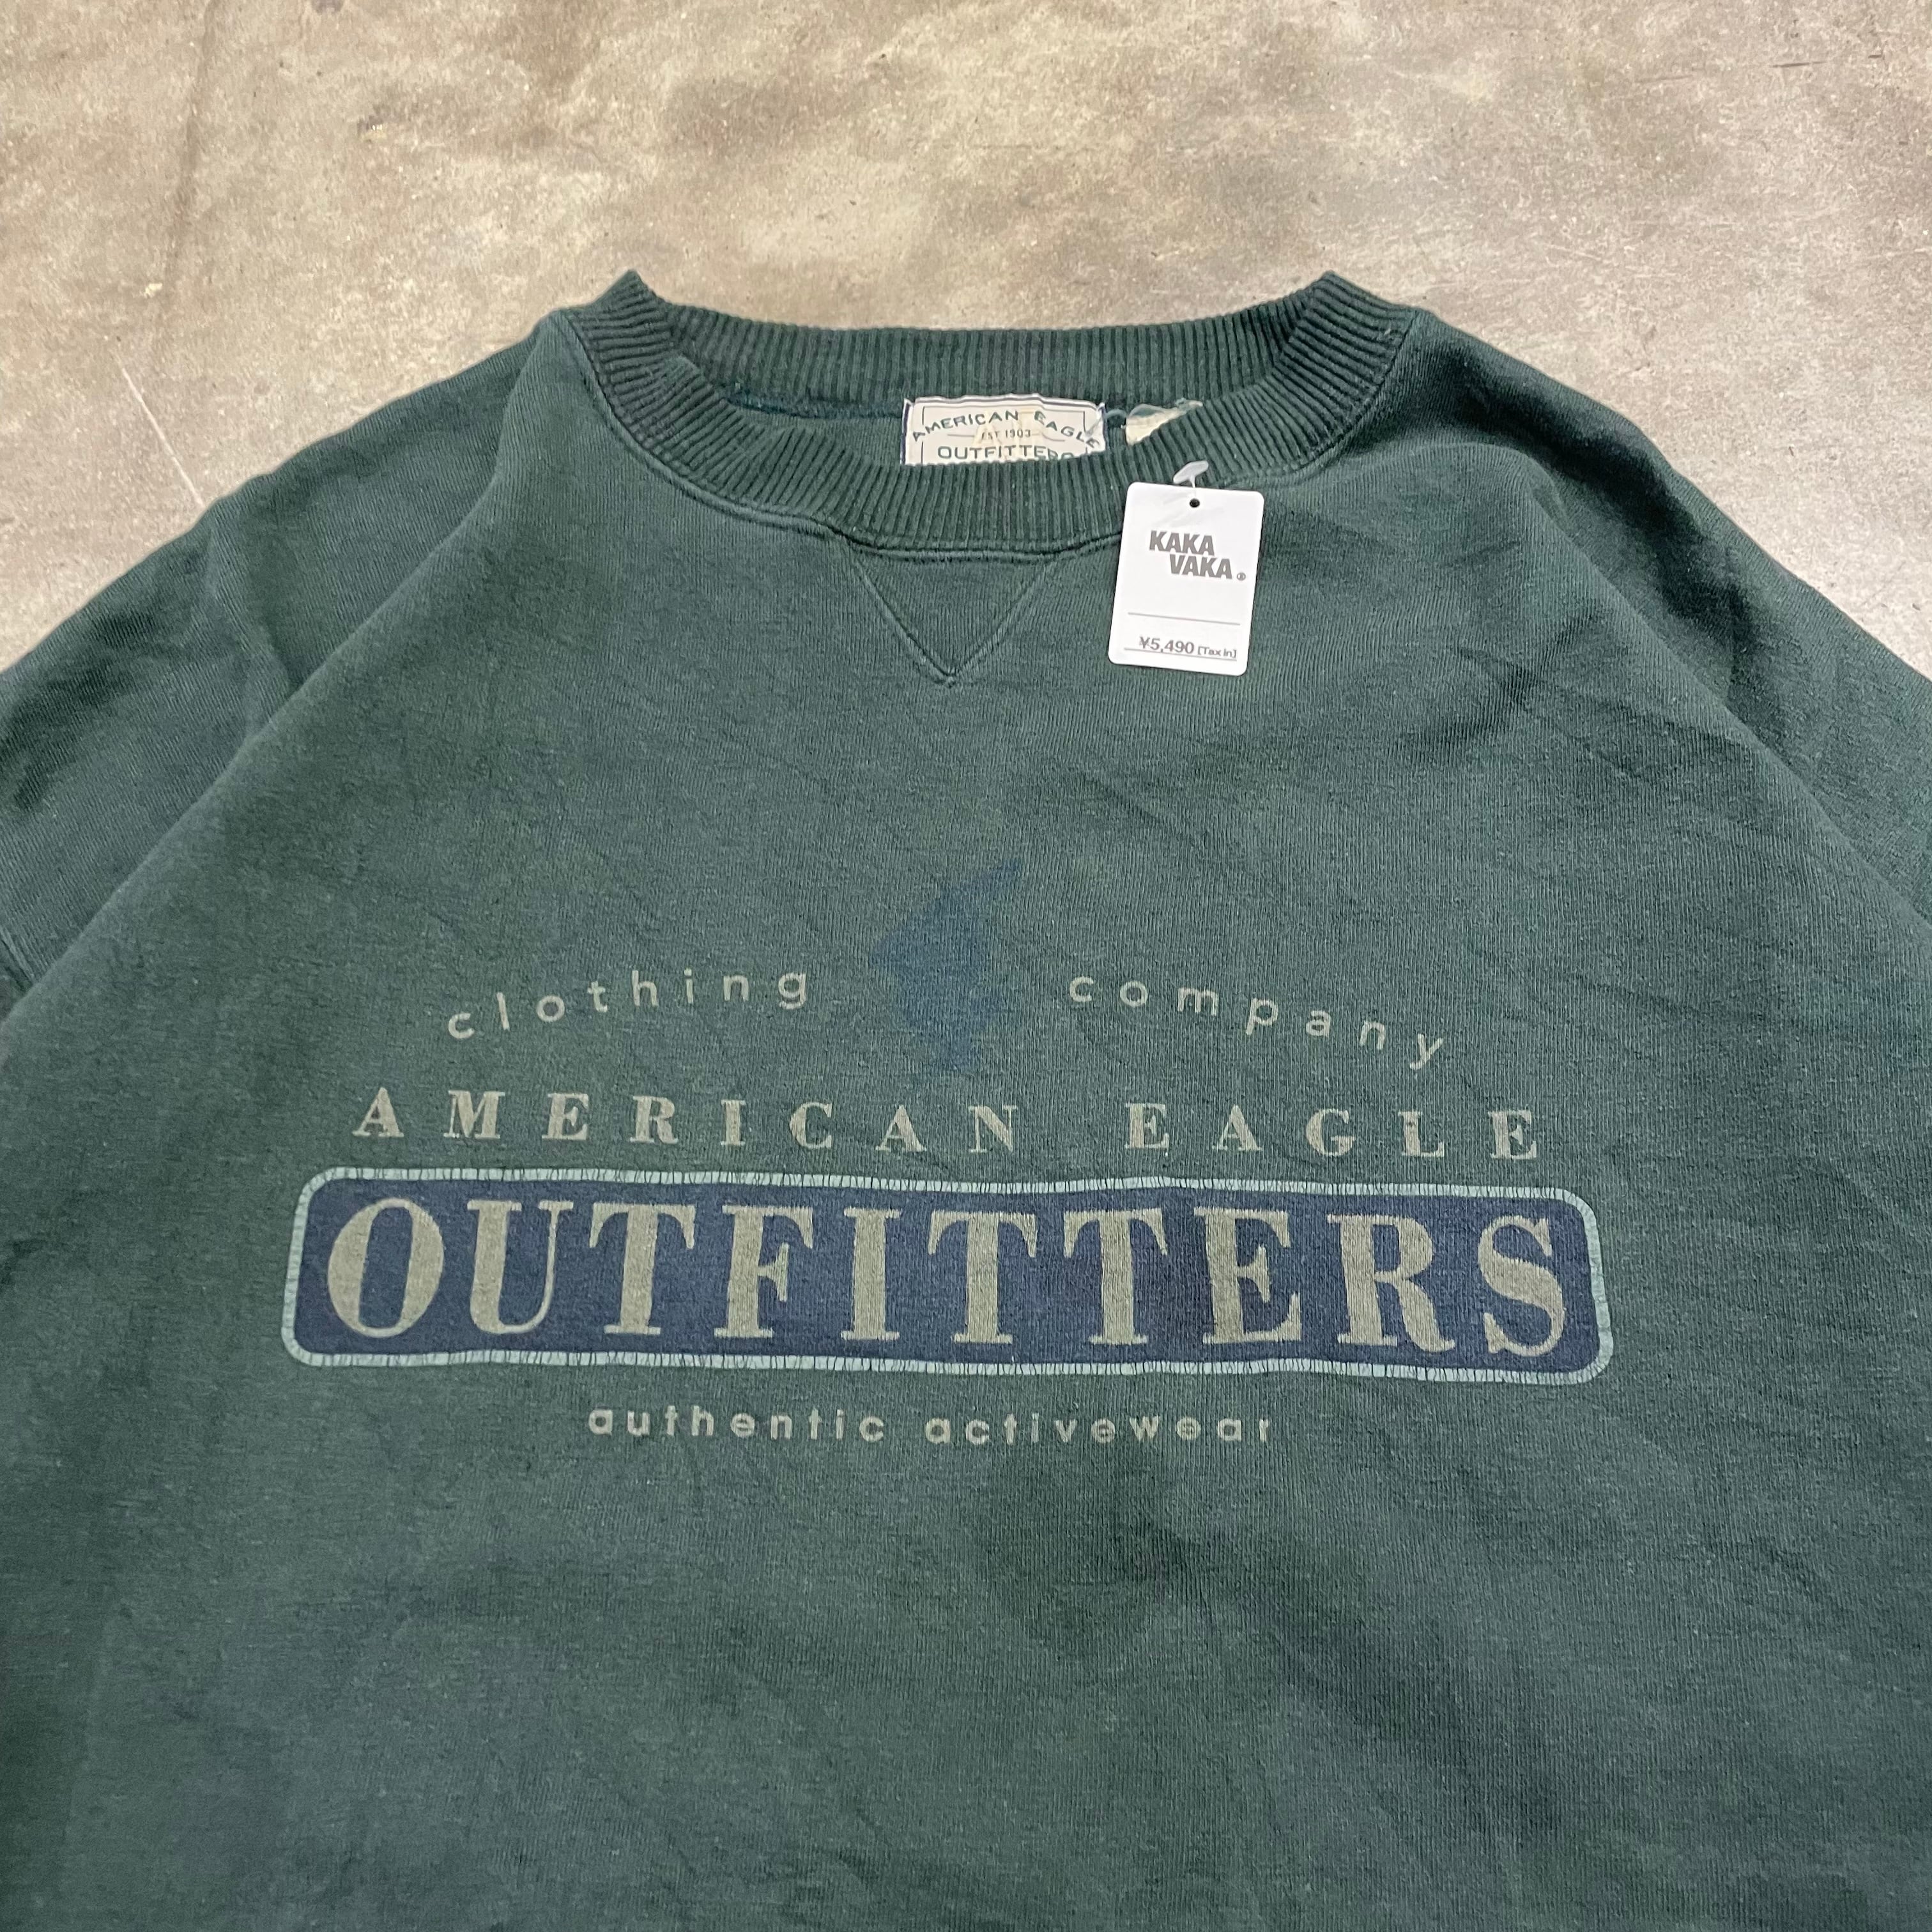 AMERICAN EAGLE
EST 1903
OUTFITTERS
KAKA
VAKA®
¥5,490 [Tax in]
clothing company
AMERICAN EAGLE
OUTFITTERS
authentic activewear